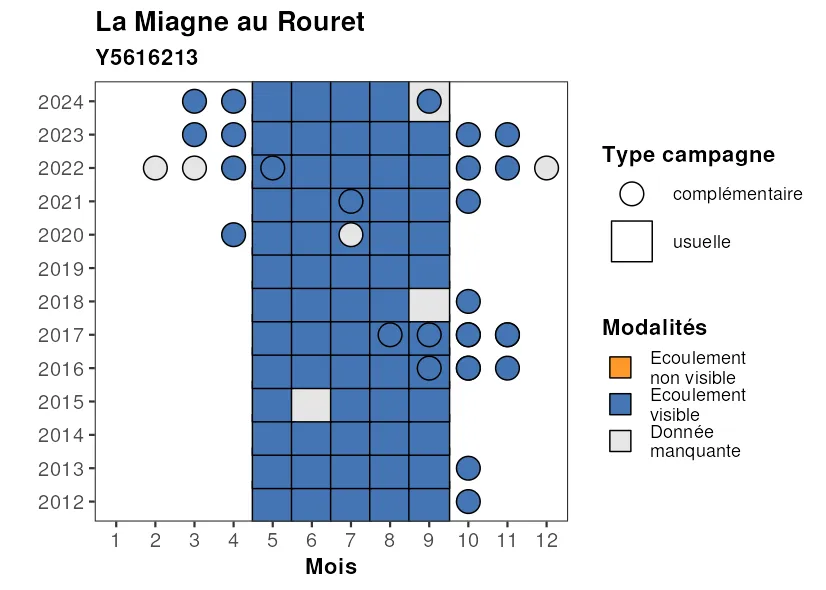 La Miagne au Rouret
Y5616213
2024
2023
2022
2021
2020
2019
2018
2017
2016
2015
2014
2013
2012
1 2 3 4 5 6 7 8 9 10 11 12
Mois
Type campagne
complémentaire
usuelle
Modalités
Ecoulement
non visible
Ecoulement
visible
Donnée
manquante